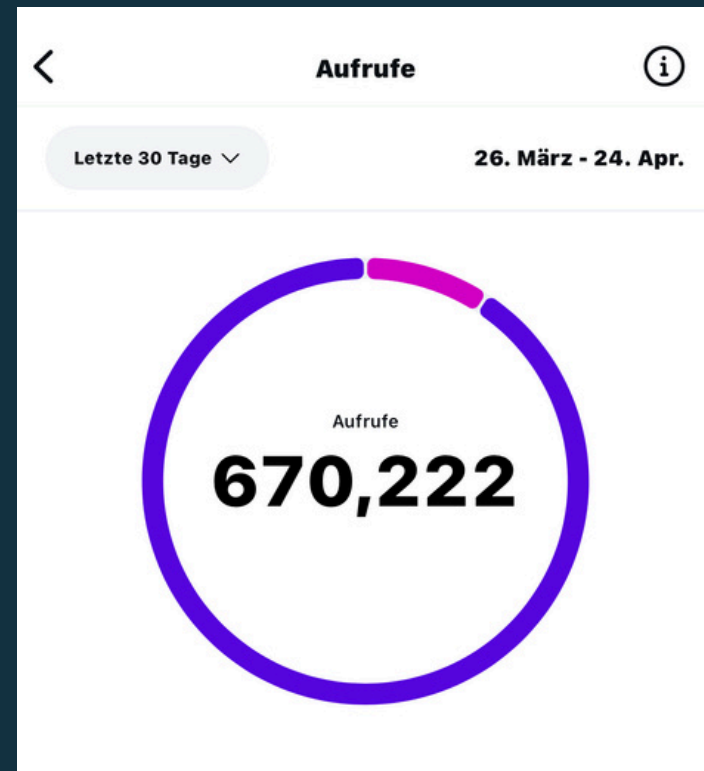 Aufrufe
Letzte 30 Tage
26. März - 24. Apr.
Aufrufe
670,222